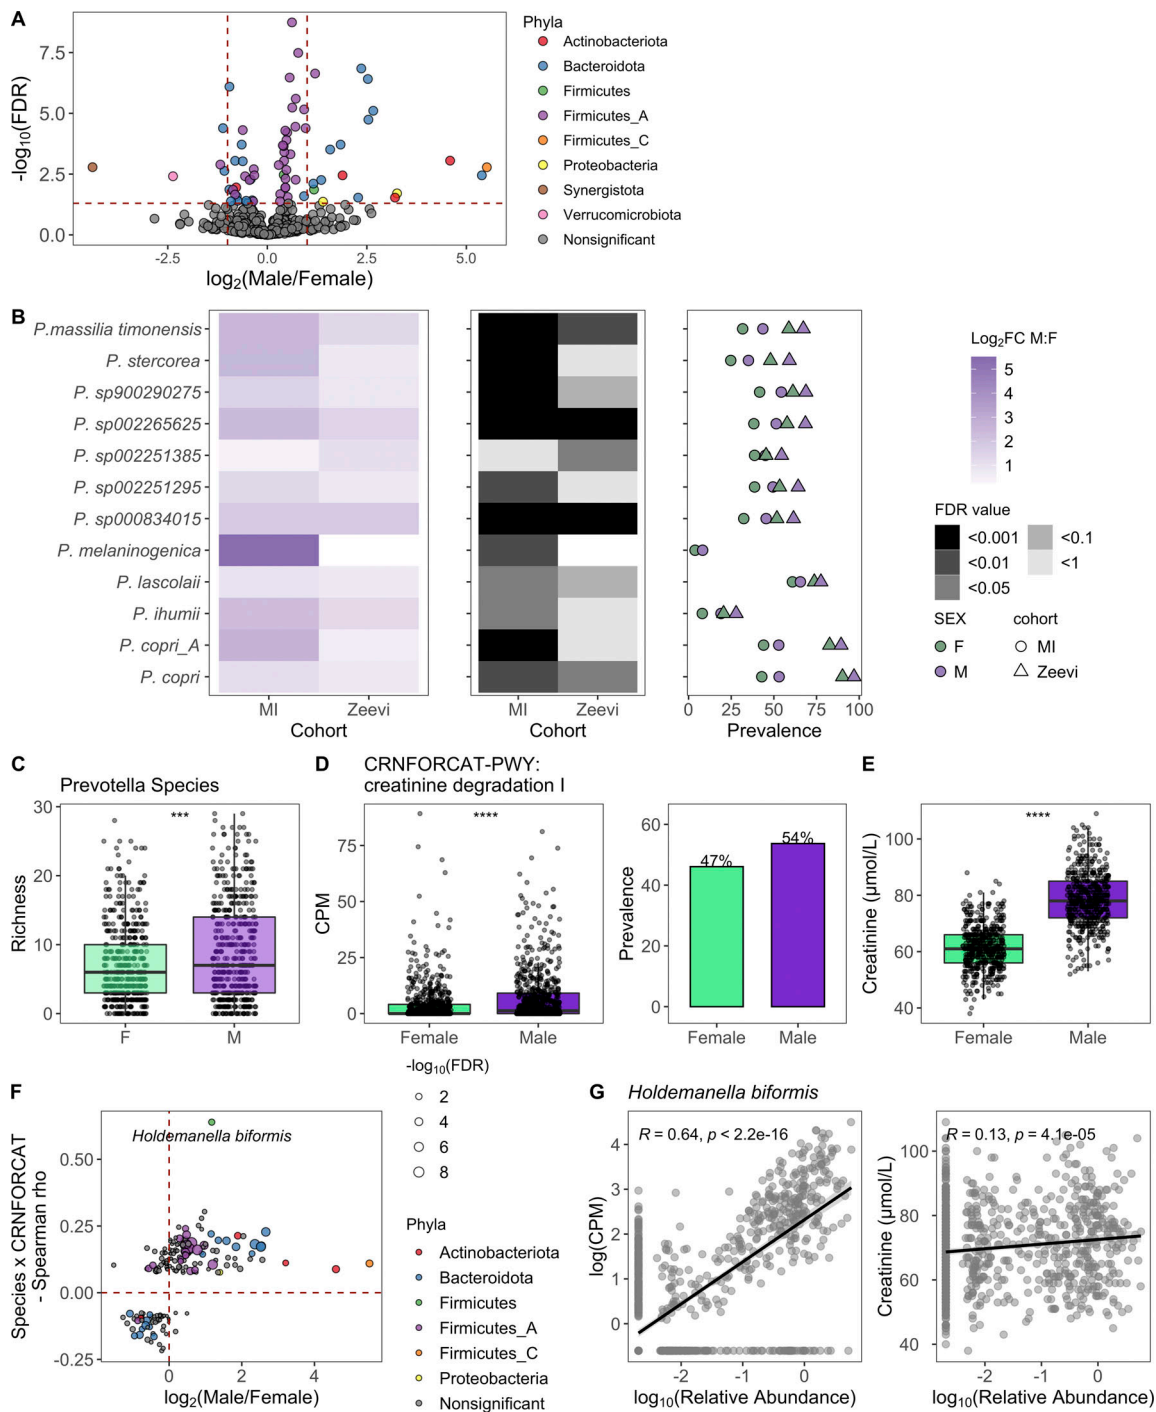 A
7.5
5.0
2.5
0.0
-log10(FDR)
-2.5 0.0 2.5 5.0
log2(Male/Female)
Phyla
Actinobacteriota
Bacteroidota
Firmicutes
Firmicutes_A
Firmicutes_C
Proteobacteria
Synergistota
Verrucomicrobiota
Nonsignificant
B
P.massilia timonensis
P. stercorea
P. sp900290275
P. sp002265625
P. sp002251385
P. sp002251295
P. sp000834015
P. melaninogenica
P. lascolaii
P. ihumii
P. copri_A
P. copri
MI Zeevi
Cohort
MI Zeevi
Cohort
0 25 50 75 100
Prevalence
Log2FC M:F
5
4
3
2
1
FDR value
<0.001 <0.1
<0.01 <1
<0.05
SEX cohort
F MI
M Zeevi
C
Prevotella Species
***
30
20
10
0
Richness
F M
D
CRNFORCAT-PWY:
creatinine degradation I
****
75
50
25
0
CPM
Female Male
60
40
20
0
Prevalence
47% 54%
Female Male
E
****
100
80
60
40
Creatinine (μmol/L)
Female Male
F
Holdemanella biformis
0.50
0.25
0.00
-0.25
Species x CRNFORCAT
- Spearman rho
0 2 4
log2(Male/Female)
-log10(FDR)
2
4
6
8
Phyla
Actinobacteriota
Bacteroidota
Firmicutes
Firmicutes_A
Firmicutes_C
Proteobacteria
Nonsignificant
G
Holdemanella biformis
R = 0.64, p < 2.2e-16
4
3
2
1
0
log(CPM)
-2 -1 0
log10(Relative Abundance)
R = 0.13, p = 4.1e-05
100
80
60
40
Creatinine (μmol/L)
-2 -1 0
log10(Relative Abundance)